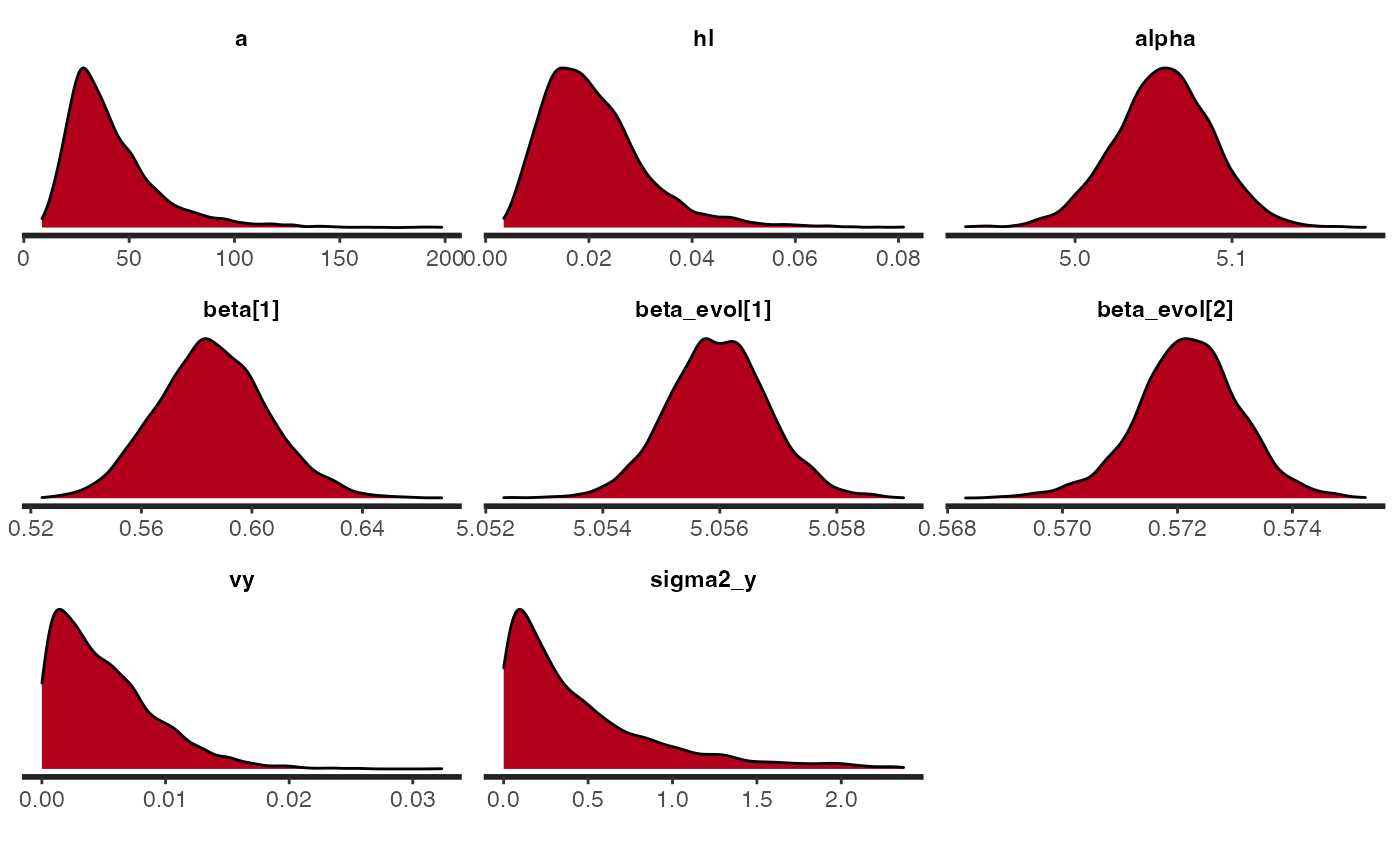 a hl alpha
0 50 100 150 200 0.00 0.02 0.04 0.06 0.08 5.0 5.1
beta[1] beta_evol[1] beta_evol[2]
0.52 0.56 0.60 0.64 5.052 5.054 5.056 5.058 0.568 0.570 0.572 0.574
vy sigma2_y
0.00 0.01 0.02 0.03 0.0 0.5 1.0 1.5 2.0